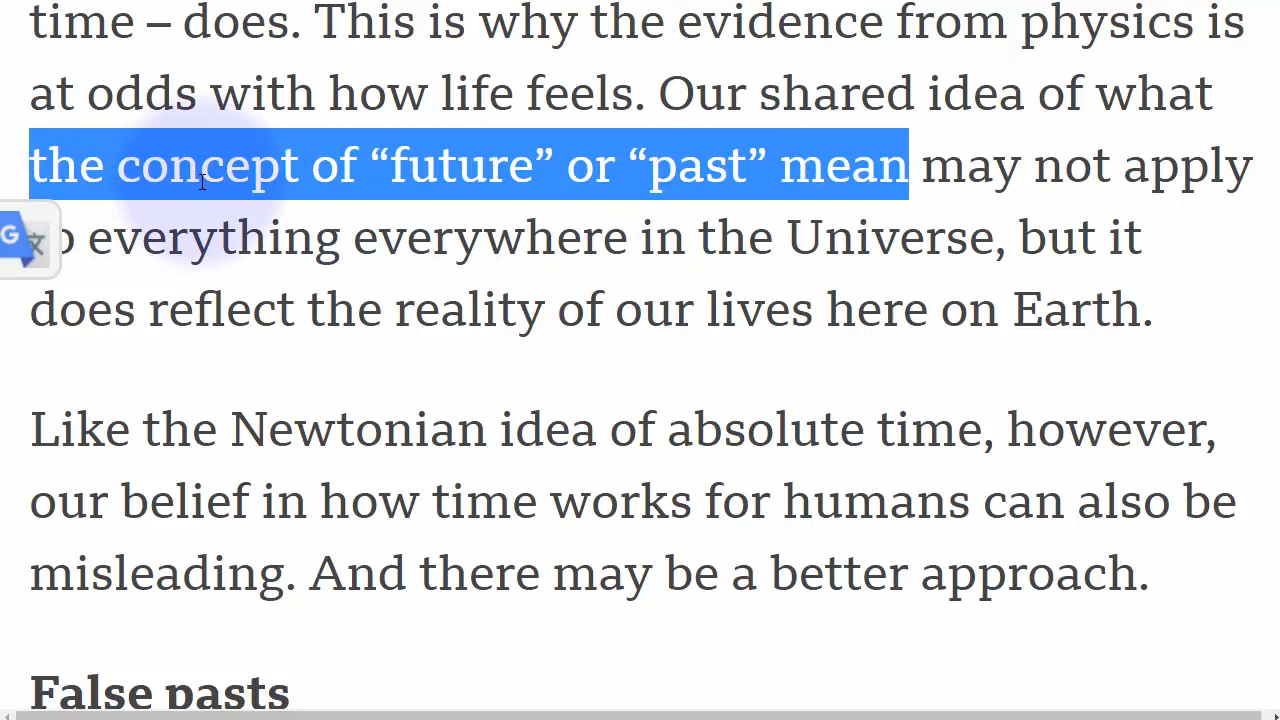 time – does. This is why the evidence from physics is
at odds with how life feels. Our shared idea of what
the concept of “future” or “past” mean may not apply
everything everywhere in the Universe, but it
does reflect the reality of our lives here on Earth.
Like the Newtonian idea of absolute time, however,
our belief in how time works for humans can also be
misleading. And there may be a better approach.
False pasts